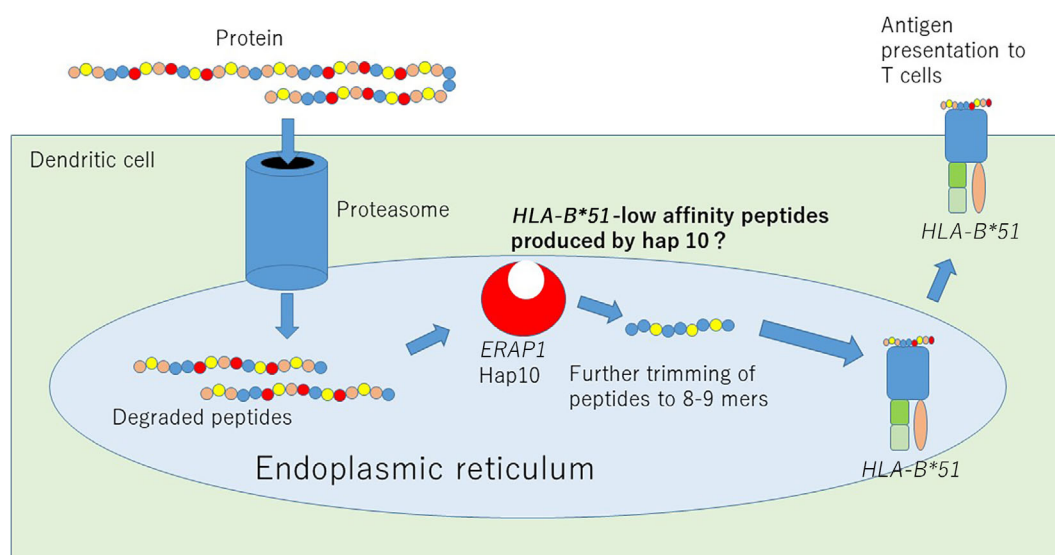 Protein
Antigen
presentation to
T cells
Dendritic cell
Proteasome
HLA-B*51-low affinity peptides
produced by hap 10?
HLA-B*51
ERAP1
Hap10
Further trimming of
peptides to 8-9 mers
Degraded peptides
HLA-B*51
Endoplasmic reticulum